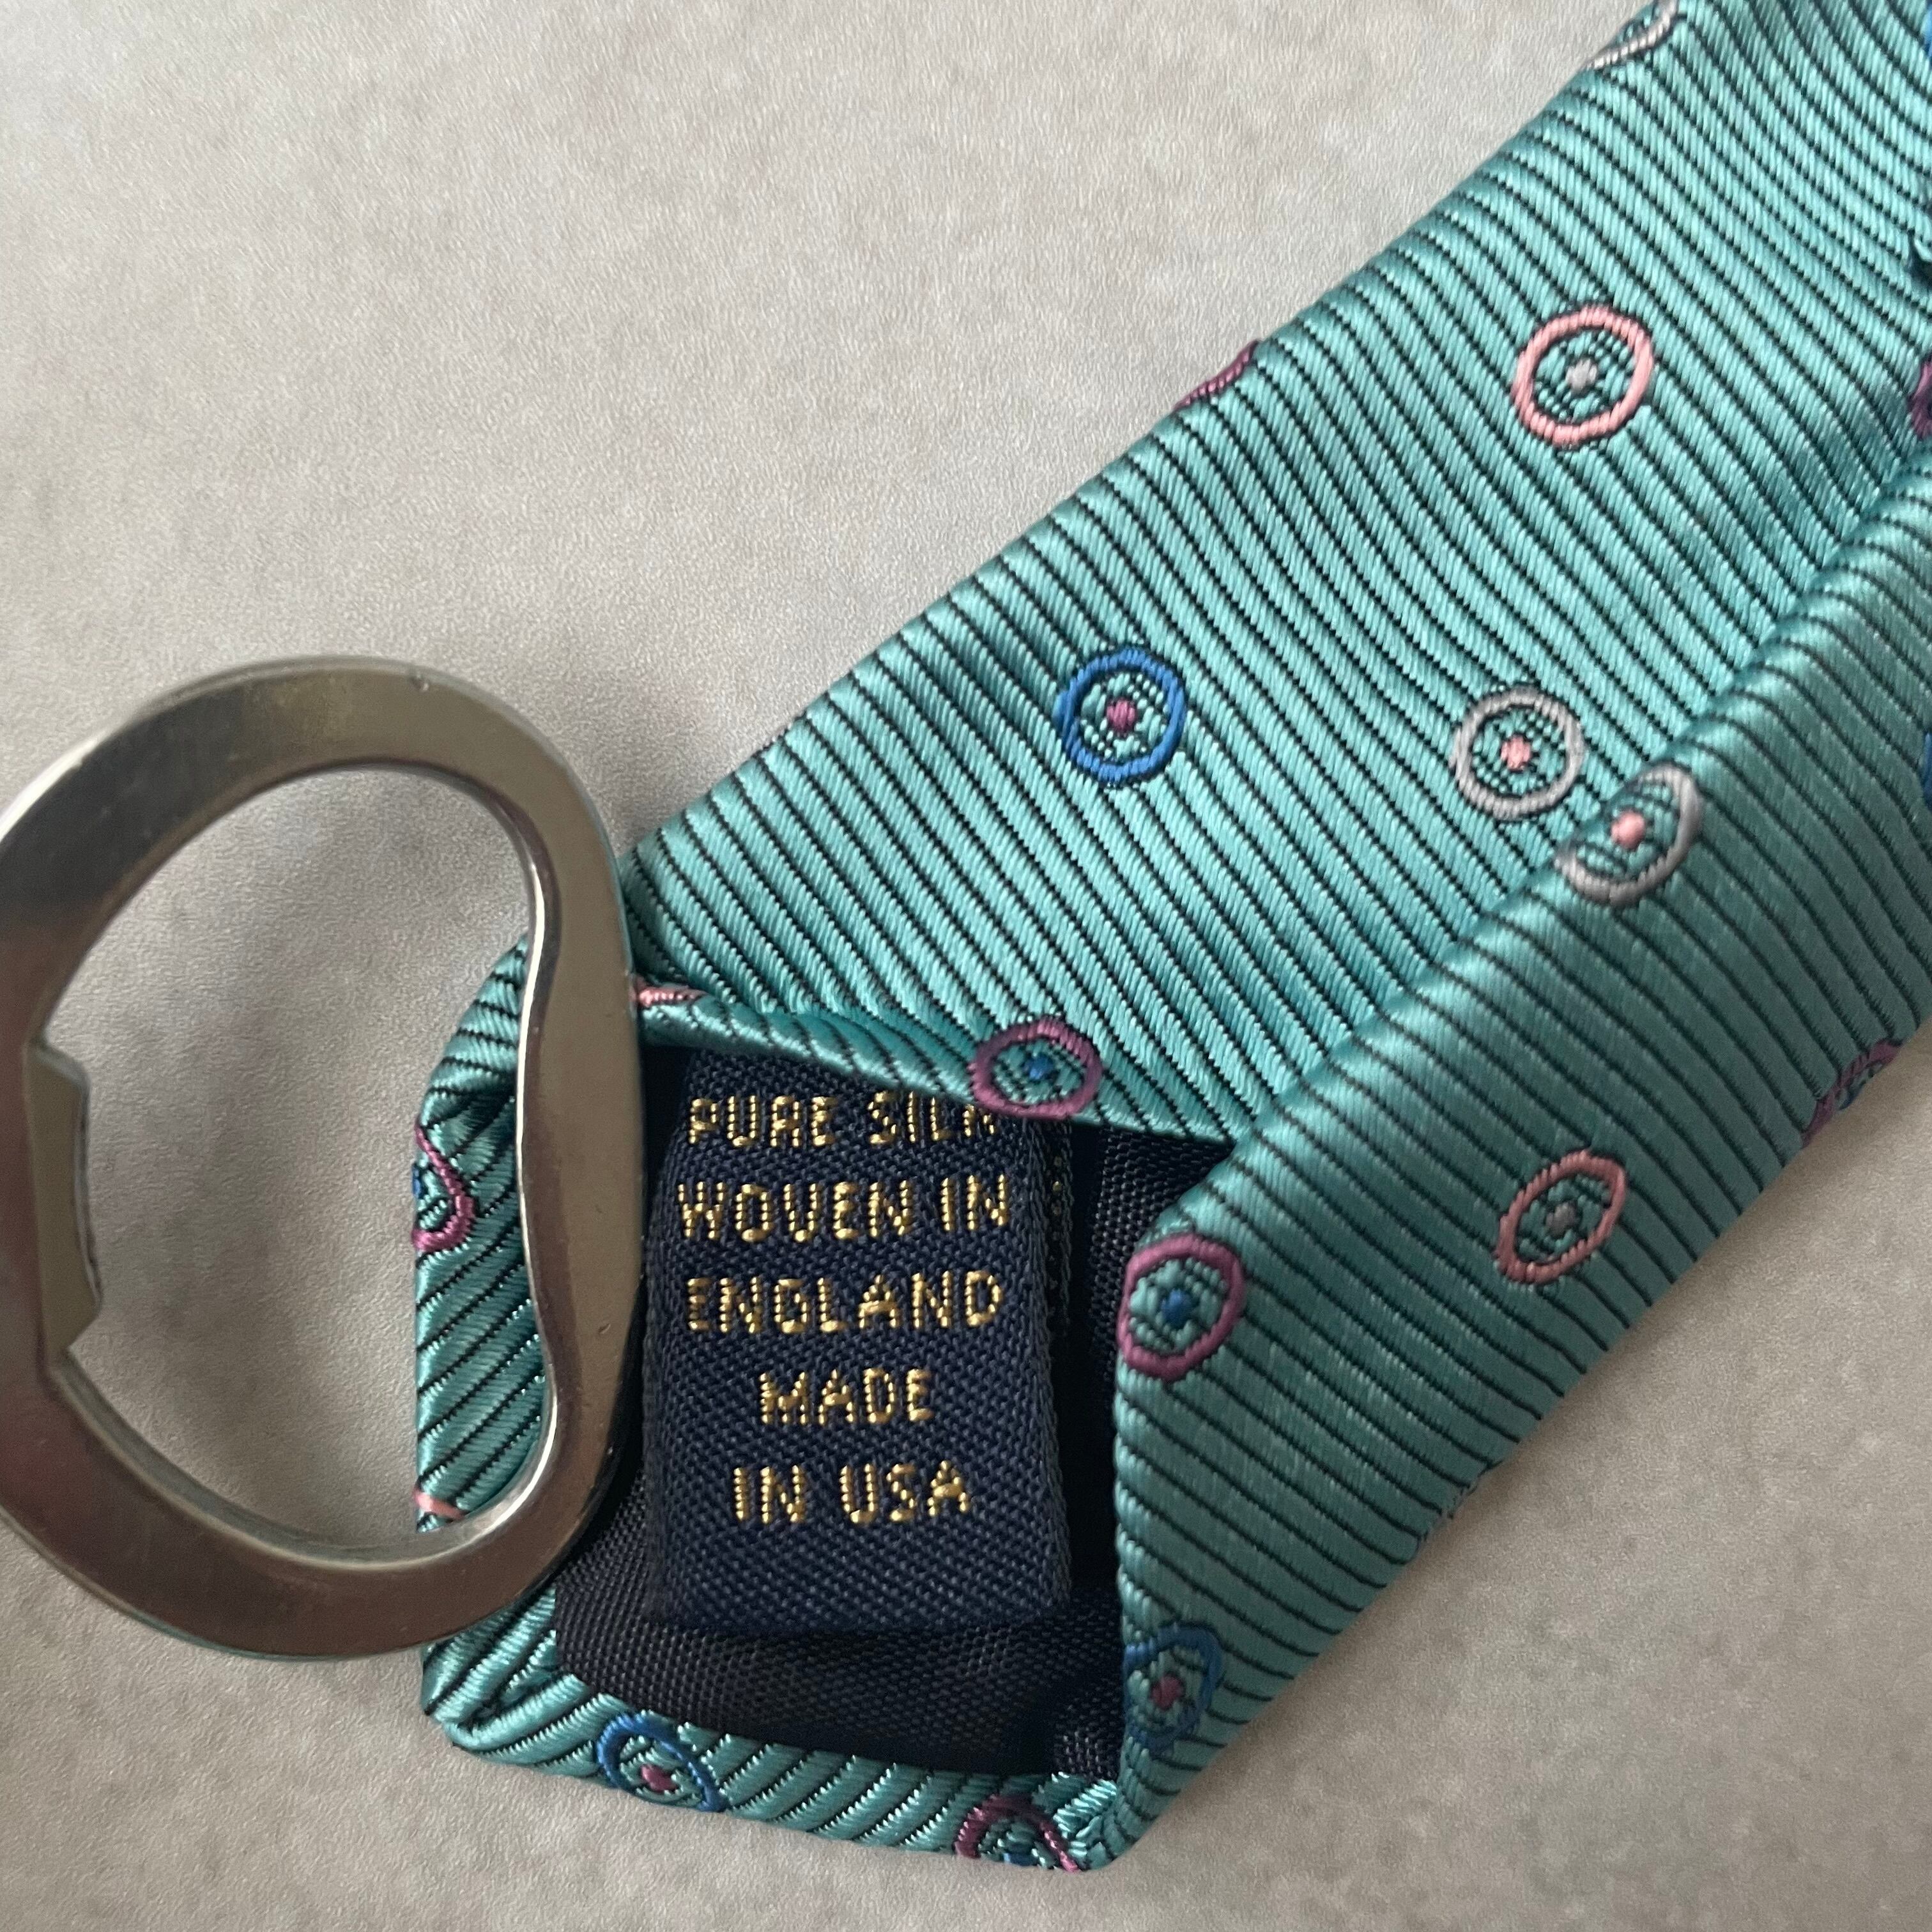 PURE SILK
WOVEN IN
ENGLAND
MADE
IN USA